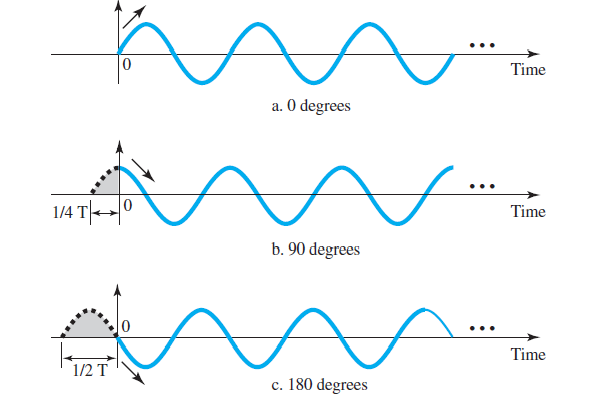 0
Time
a. 0 degrees
1/4 T
0
Time
b. 90 degrees
0
Time
1/2 T
c. 180 degrees